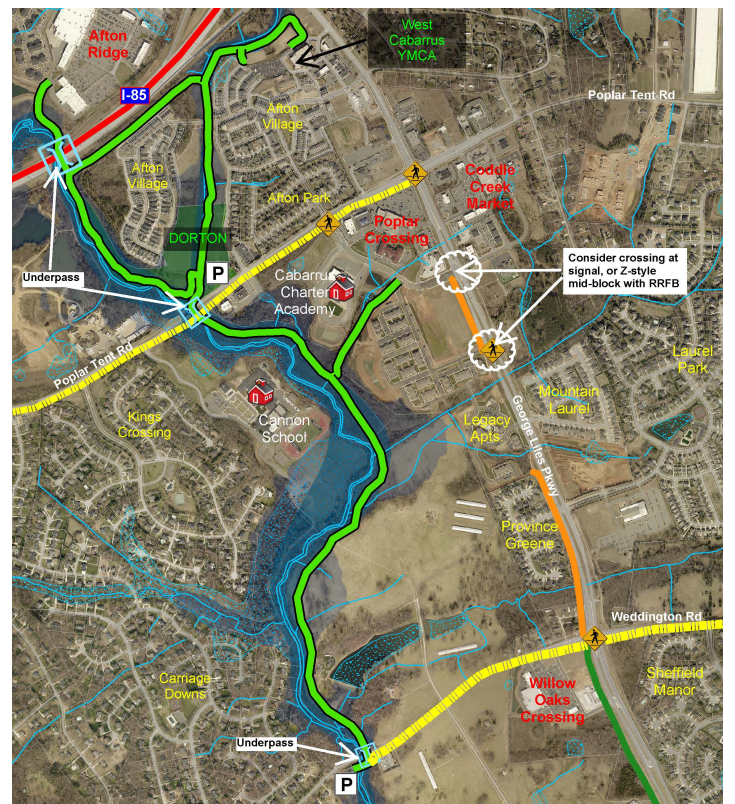 West
Cabarrus
YMCA
Afton
Ridge
I-85
Poplar Tent Rd
Afton
Village
Afton
Village
Coddle
Creek
Market
Afton Park
Poplar
Crossing
DORTON
P
Underpass
Consider crossing at
signal, or Z-style
mid-block with RRFB
Cabarrus
Charter
Academy
Poplar Tent Rd
Laurel
Park
Mountain
Laurel
Kings
Crossing
Cannon
School
Legacy
Apts.
George Liles Pkwy
Province
Greene
Weddington Rd
Carriage
Downs
Willow
Oaks
Crossing
Sheffield
Manor
Underpass
P